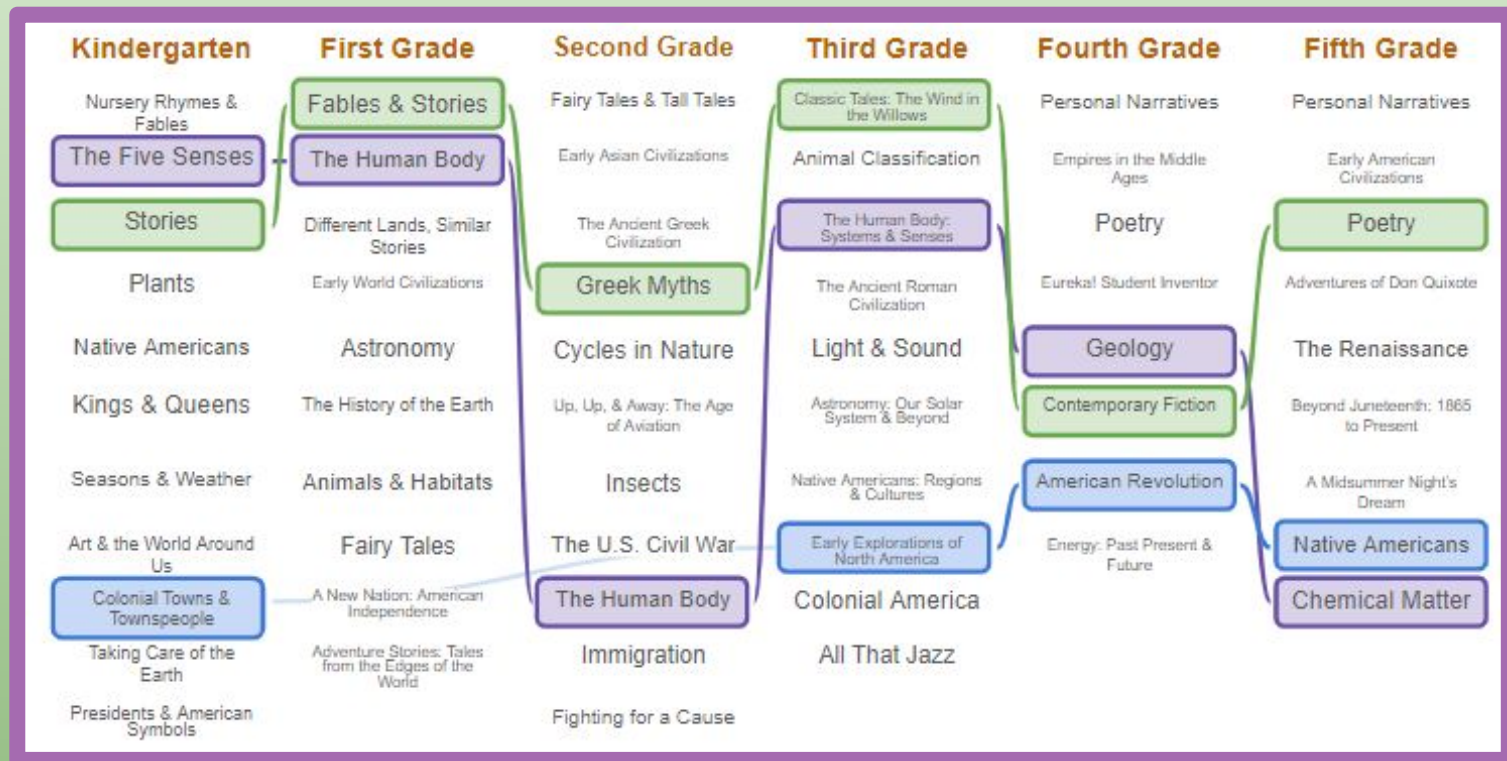 Kindergarten
Nursery Rhymes &
Fables
The Five Senses
Stories
Plants
Native Americans
Kings & Queens
Seasons & Weather
Art & the World Around
Us
Colonial Towns &
Townspeople
Taking Care of the
Earth
Presidents & American
Symbols
First Grade
Fables & Stories
The Human Body
Different Lands, Similar
Stories
Early World Civilizations
Astronomy
The History of the Earth
Animals & Habitats
Fairy Tales
A New Nation: American
Independence
Adventure Stories: Tales
from the Edges of the
World
Second Grade
Fairy Tales & Tall Tales
Early Asian Civilizations
The Ancient Greek
Civilization
Greek Myths
Cycles in Nature
Up, Up, & Away: The Age
of Aviation
Insects
The U.S. Civil War
The Human Body
Immigration
Fighting for a Cause
Third Grade
Classic Tales: The Wind in
the Willows
Animal Classification
The Human Body:
Systems & Senses
The Ancient Roman
Civilization
Light & Sound
Astronomy: Our Solar
System & Beyond
Native Americans: Regions
& Cultures
Early Explorations of
North America
Colonial America
All That Jazz
Fourth Grade
Personal Narratives
Empires in the Middle
Ages
Poetry
Eureka! Student Inventor
Geology
Contemporary Fiction
American Revolution
Energy: Past Present &
Future
Fifth Grade
Personal Narratives
Early American
Civilizations
Poetry
Adventures of Don Quixote
The Renaissance
Beyond Juneteenth: 1865
to Present
A Midsummer Night's
Dream
Native Americans
Chemical Matter